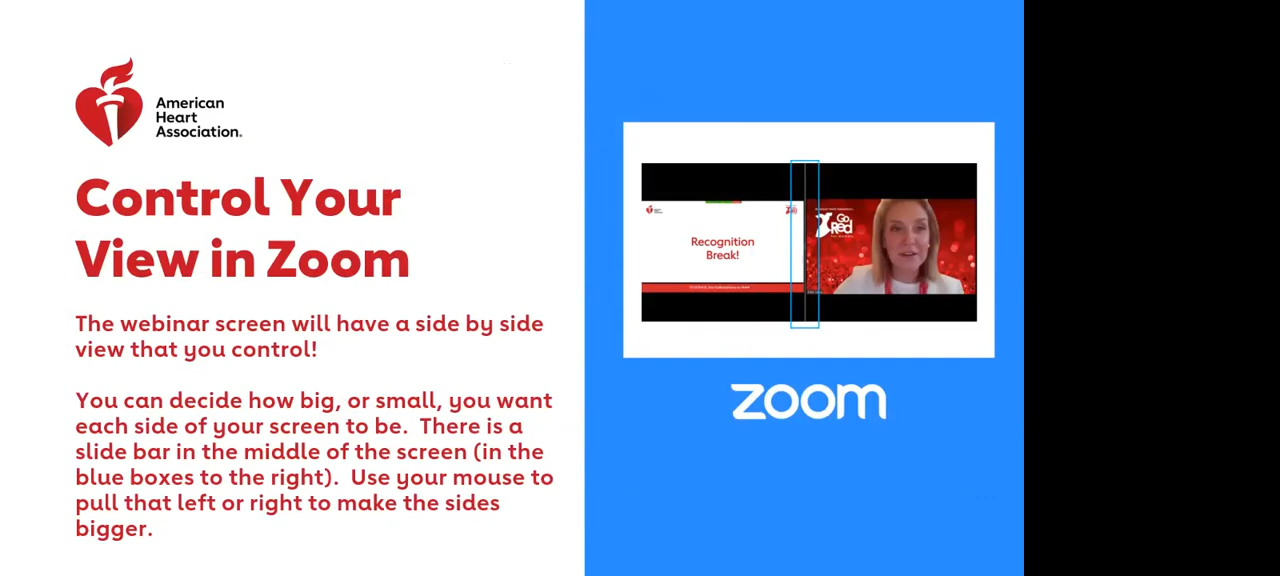 American
Heart
Association.
Control Your
View in Zoom
The webinar screen will have a side by side
view that you control!
You can decide how big, or small, you want
each side of your screen to be.  There is a
slide bar in the middle of the screen (in the
blue boxes to the right).  Use your mouse to
pull that left or right to make the sides
bigger.
Recognition
Break!
Go
Red
zoom